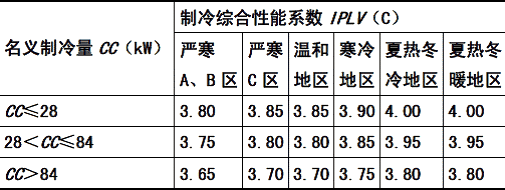 名义制冷量 CC（kW） 制冷综合性能系数 IPLV（C）
严寒A、B区 严寒C区 温和地区 寒冷地区 夏热冬冷地区 夏热冬暖地区
CC≤28 3.80 3.85 3.85 3.90 4.00 4.00
28＜CC≤84 3.75 3.80 3.80 3.85 3.95 3.95
CC＞84 3.65 3.70 3.70 3.75 3.80 3.80